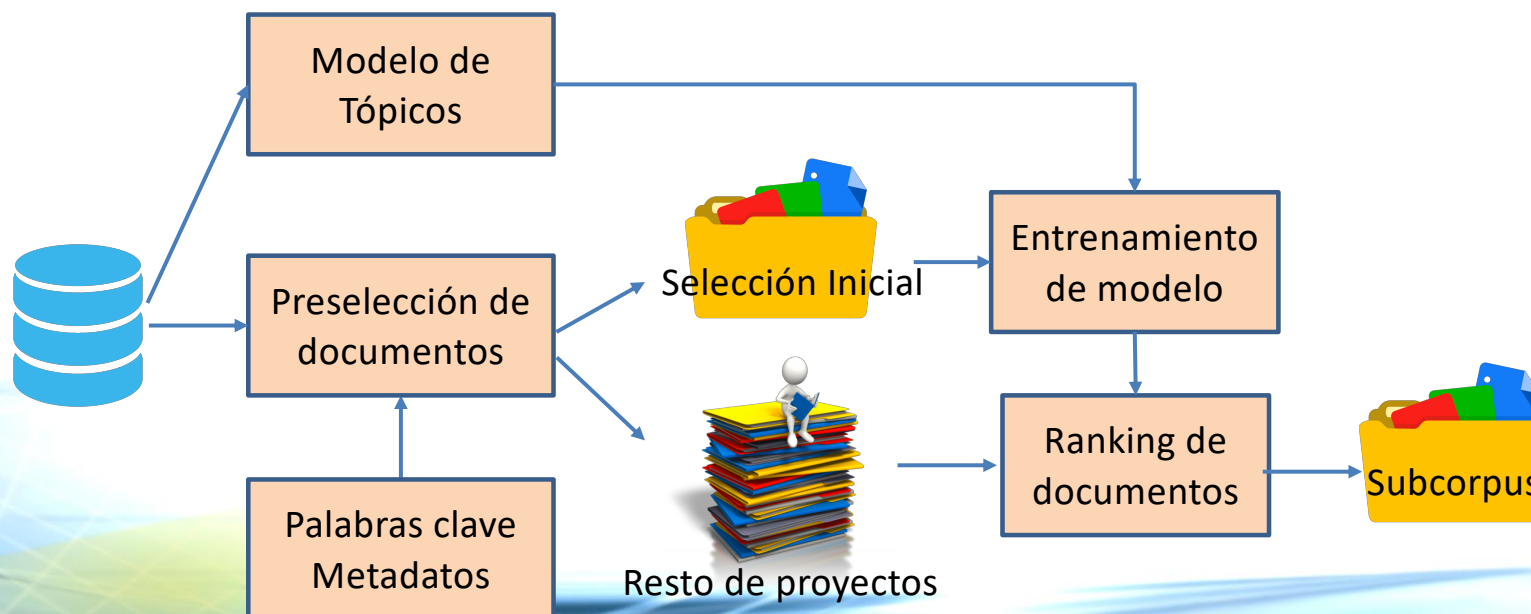 Modelo de
Tópicos
Entrenamiento
de modelo
Selección Inicial
Preselección de
documentos
Ranking de
documentos
Subcorpus
Palabras clave
Metadatos
Resto de proyectos